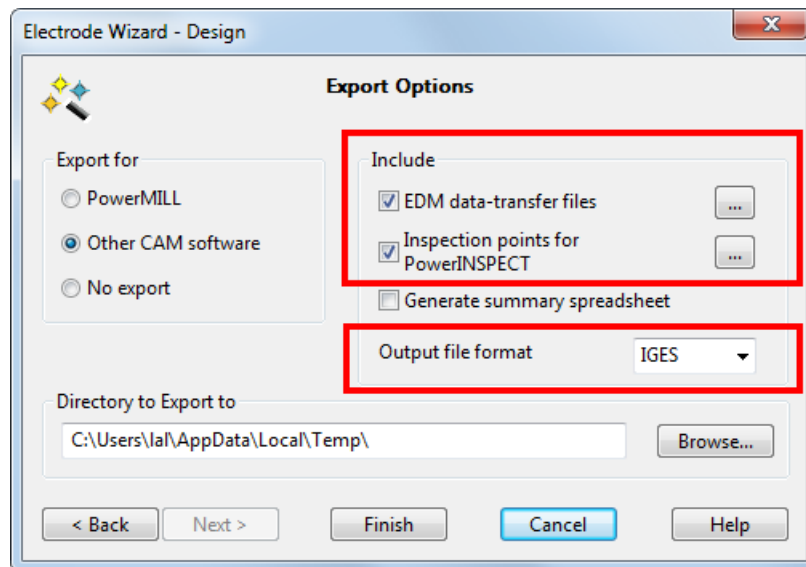 Electrode Wizard - Design
Export Options
Export for
PowerMILL
Other CAM software
No export
Include
EDM data-transfer files
...
Inspection points for
PowerINSPECT
...
Generate summary spreadsheet
Output file format
IGES
Directory to Export to
C:\Users\lal\AppData\Local\Temp\
Browse...
< Back
Next >
Finish
Cancel
Help